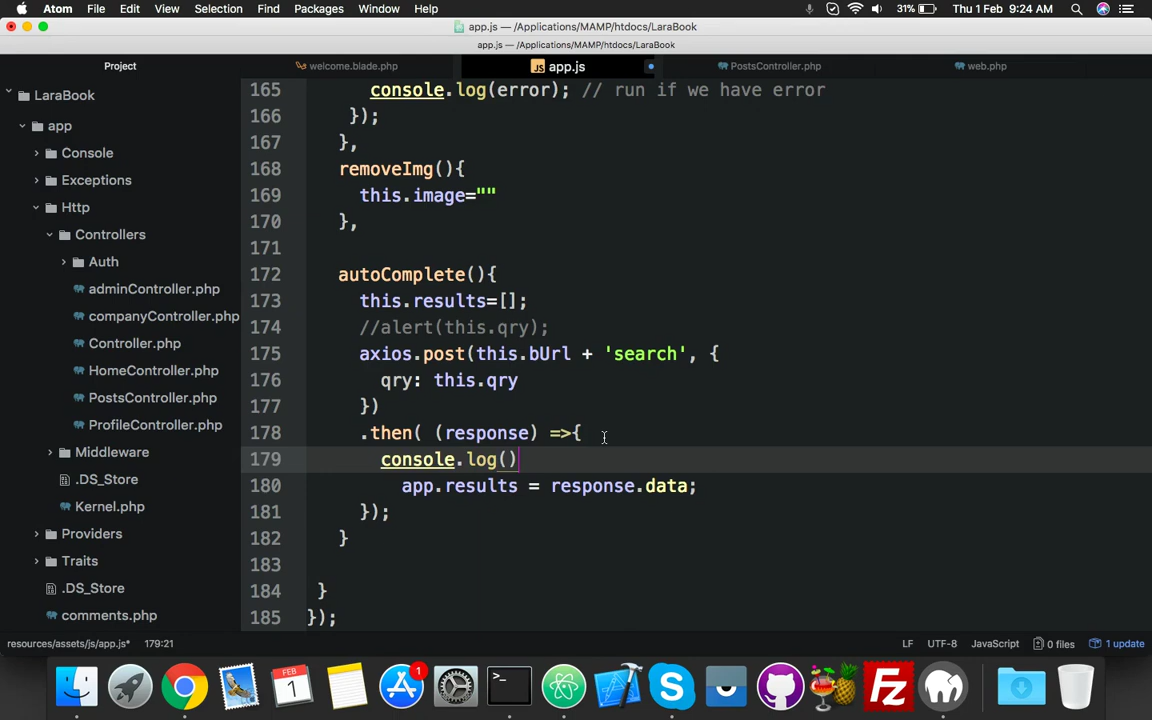 Atom File Edit View Selection Find Packages Window Help 31% Thu 1 Feb 9:24 AM
app.js — /Applications/MAMP/htdocs/LaraBook
app.js — /Applications/MAMP/htdocs/LaraBook
Project
welcome.blade.php
JS app.js
PostsController.php
web.php
LaraBook
app
Console
Exceptions
Http
Controllers
Auth
adminController.php
companyController.php
Controller.php
HomeController.php
PostsController.php
ProfileController.php
Middleware
.DS_Store
Kernel.php
Providers
Traits
.DS_Store
comments.php
165 console.log(error); // run if we have error
166 });
167 },
168 removeImg(){
169 this.image=""
170 },
171
172 autoComplete(){
173 this.results=[];
174 //alert(this.qry);
175 axios.post(this.bUrl + 'search', {
176 qry: this.qry
177 })
178 .then( (response) =>{
179 console.log()
180 app.results = response.data;
181 });
182 }
183
184 }
185 });
resources/assets/js/app.js* 179:21 LF UTF-8 JavaScript 0 files 1 update
FEB
1
1
>_
S
Fz